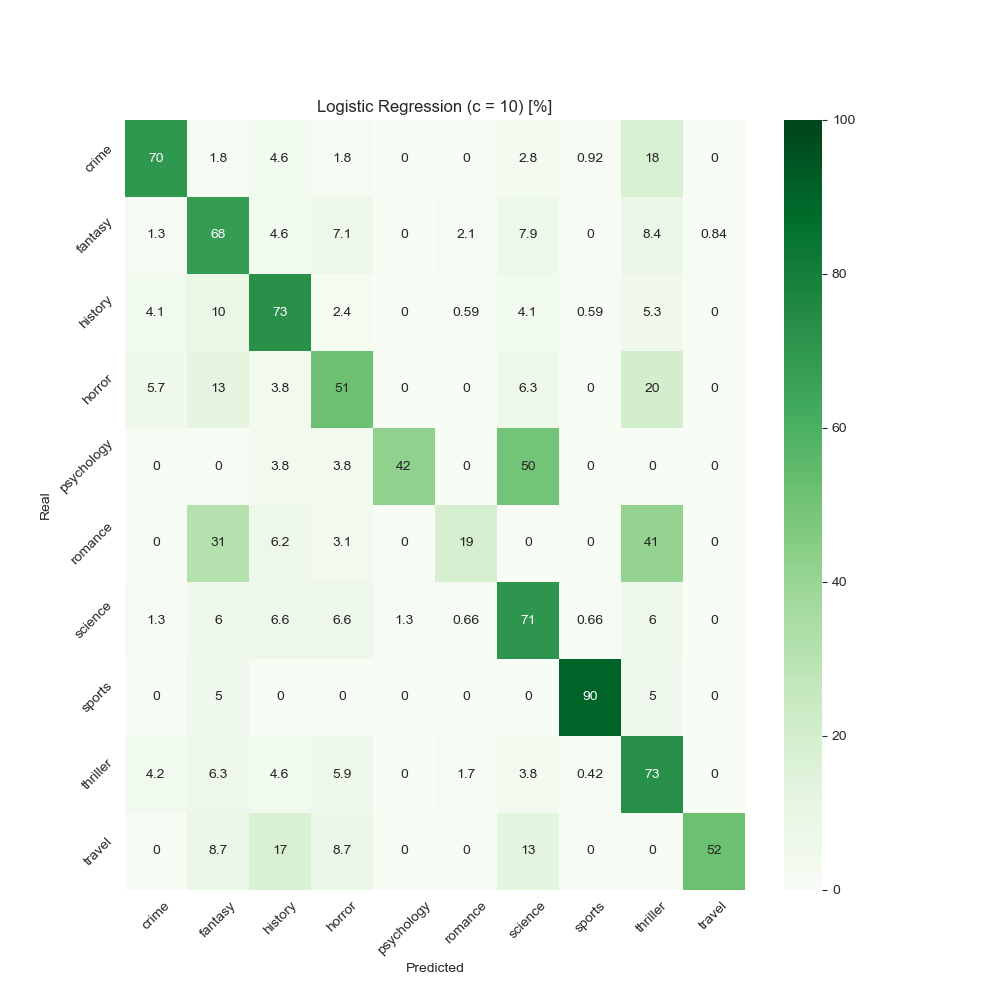 Logistic Regression (c = 10) [%]
crime 70 1.8 4.6 1.8 0 0 2.8 0.92 18 0
fantasy 1.3 68 4.6 7.1 0 2.1 7.9 0 8.4 0.84
history 4.1 10 73 2.4 0 0.59 4.1 0.59 5.3 0
horror 5.7 13 3.8 51 0 0 6.3 0 20 0
psychology 0 0 3.8 3.8 42 0 50 0 0 0
romance 0 31 6.2 3.1 0 19 0 0 41 0
science 1.3 6 6.6 6.6 1.3 0.66 71 0.66 6 0
sports 0 5 0 0 0 0 0 90 5 0
thriller 4.2 6.3 4.6 5.9 0 1.7 3.8 0.42 73 0
travel 0 8.7 17 8.7 0 0 13 0 0 52
crime fantasy history horror psychology romance science sports thriller travel
Predicted
Real
100
80
60
40
20
0